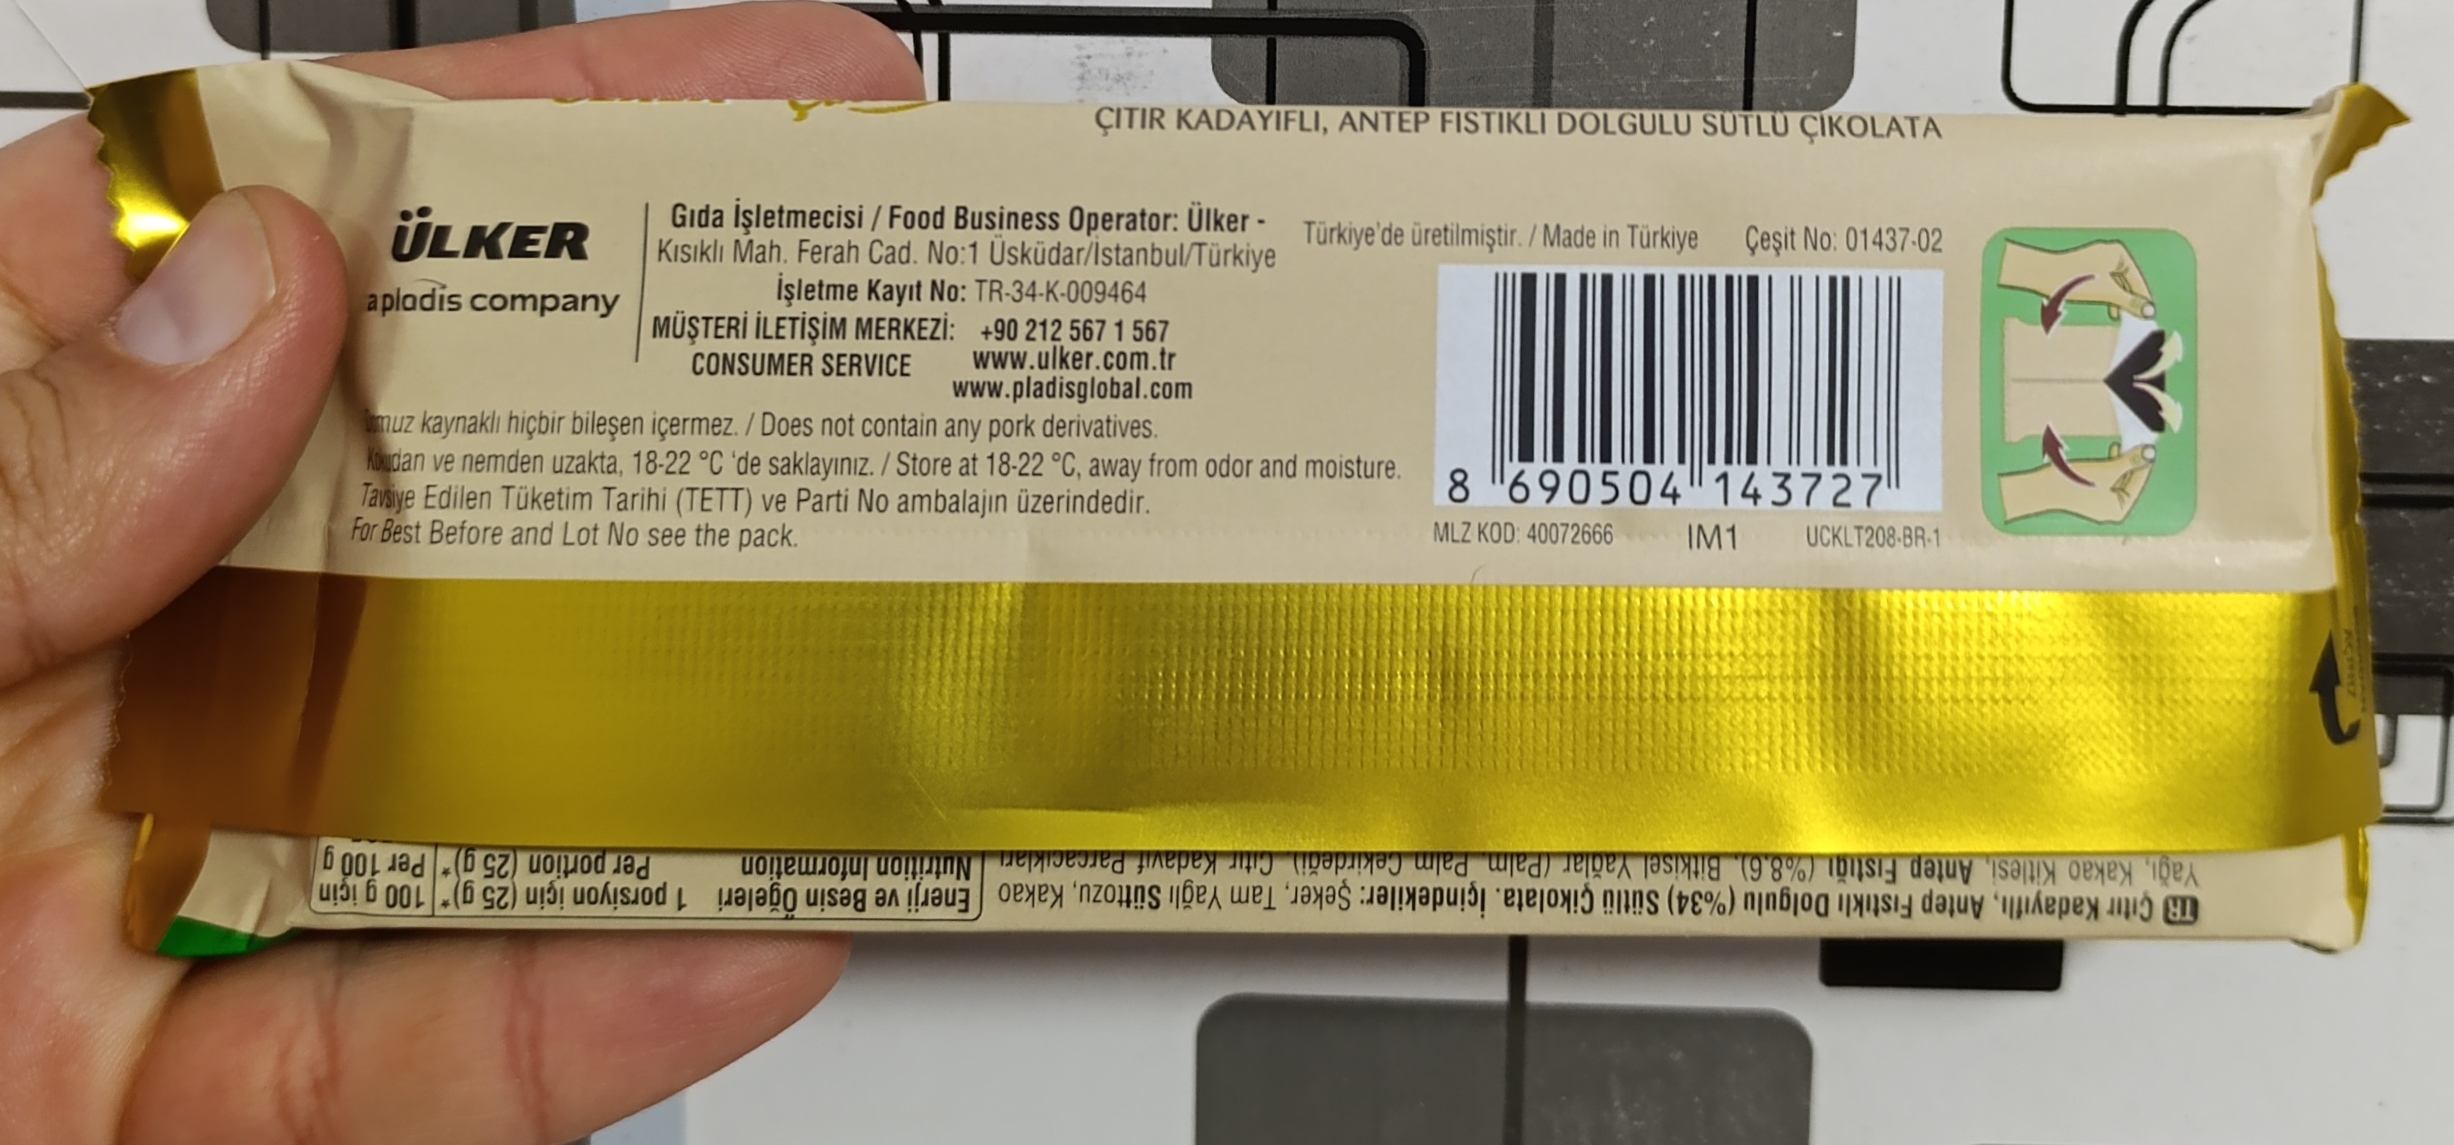 ÇITIR KADAYIFLI, ANTEP FISTIKLI DOLGULU SÜTLÜ ÇİKOLATA
ÜLKER
a pladis company
Gıda İşletmecisi / Food Business Operator: Ülker -
Kısıklı Mah. Ferah Cad. No:1 Üsküdar/İstanbul/Türkiye
İşletme Kayıt No: TR-34-K-009464
MÜŞTERİ İLETİŞİM MERKEZİ: +90 212 567 1 567
CONSUMER SERVICE www.ulker.com.tr
www.pladisglobal.com
kaynaklı hiçbir bileşen içermez. / Does not contain any pork derivatives.
ve nemden uzakta, 18-22 °C 'de saklayınız. / Store at 18-22 °C, away from odor and moisture.
Tavsiye Edilen Tüketim Tarihi (TETT) ve Parti No ambalajın üzerindedir.
For Best Before and Lot No see the pack.
Türkiye'de üretilmiştir. / Made in Türkiye Çeşit No: 01437-02
8 690504 143727
MLZ KOD: 40072666 IM1 UCKLT208-BR-1
TR Çıtır Kadayıflı, Antep Fıstıklı Dolgulu (%34) Sütlü Çikolata. İçindekiler: Şeker, Tam Yağlı Süttozu, Kakao
Yağı, Kakao Kitlesi, Antep Fıstığı (%8,6), Bitkisel Yağlar (Palm, Palm Çekirdeği), Çıtır Kadayıf Parçacıkları
Enerji ve Besin Öğeleri 1 porsiyon için (25 g)* 100 g için
Nutrition Information Per portion (25 g)* Per 100 g